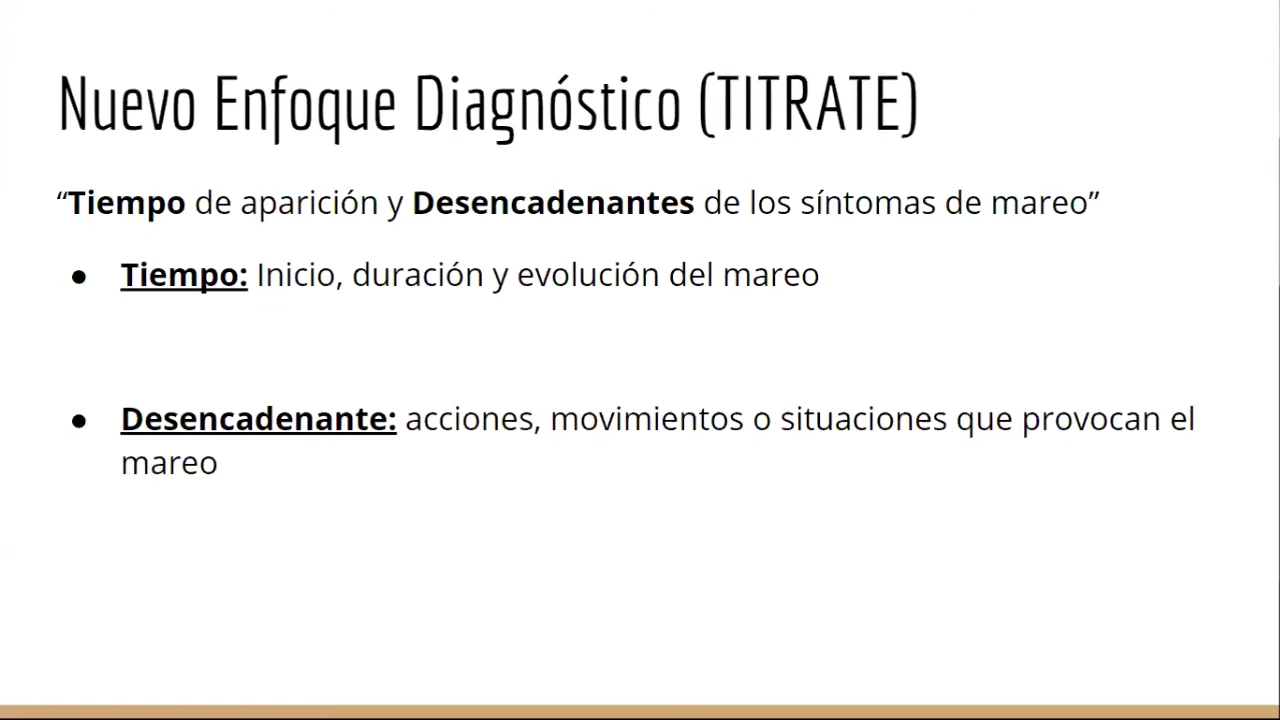 Nuevo Enfoque Diagnóstico (TITRATE)
“Tiempo de aparición y Desencadenantes de los síntomas de mareo”
● Tiempo: Inicio, duración y evolución del mareo
● Desencadenante: acciones, movimientos o situaciones que provocan el
mareo